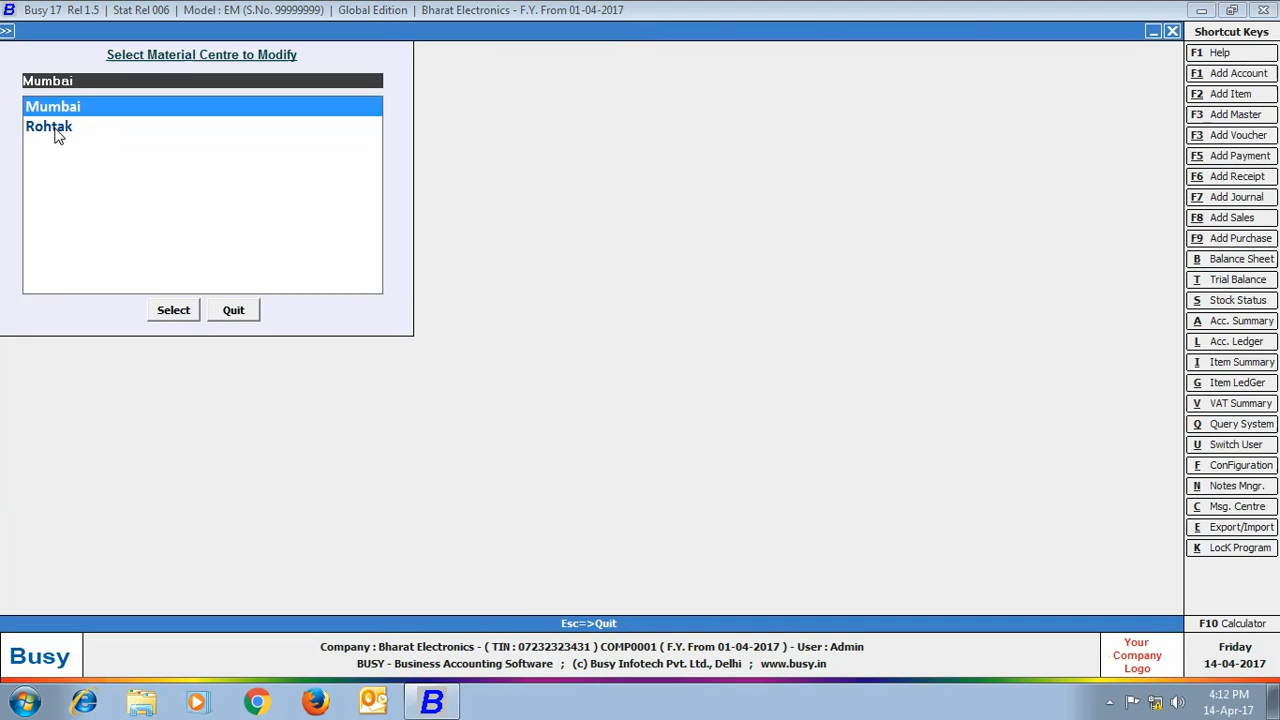 Busy 17 Rel 1.5 | Stat Rel 006 | Model : EM (S.No. 99999999) | Global Edition | Bharat Electronics - F.Y. From 01-04-2017
>>
Shortcut Keys
Select Material Centre to Modify
Mumbai
Mumbai
Rohtak
Select Quit
F1 Help
F1 Add Account
F2 Add Item
F3 Add Master
F3 Add Voucher
F5 Add Payment
F6 Add Receipt
F7 Add Journal
F8 Add Sales
F9 Add Purchase
B Balance Sheet
T Trial Balance
S Stock Status
A Acc. Summary
L Acc. Ledger
I Item Summary
G Item LedGer
V VAT Summary
Q Query System
U Switch User
F ConFiguration
N Notes Mngr.
C Msg. Centre
E Export/Import
K LocK Program
Esc=>Quit
F10 Calculator
Busy
Company : Bharat Electronics - ( TIN : 07232323431 ) COMP0001 ( F.Y. From 01-04-2017 ) - User : Admin
BUSY - Business Accounting Software ; (c) Busy Infotech Pvt. Ltd., Delhi ; www.busy.in
Your
Company
Logo
Friday
14-04-2017
4:12 PM
14-Apr-17